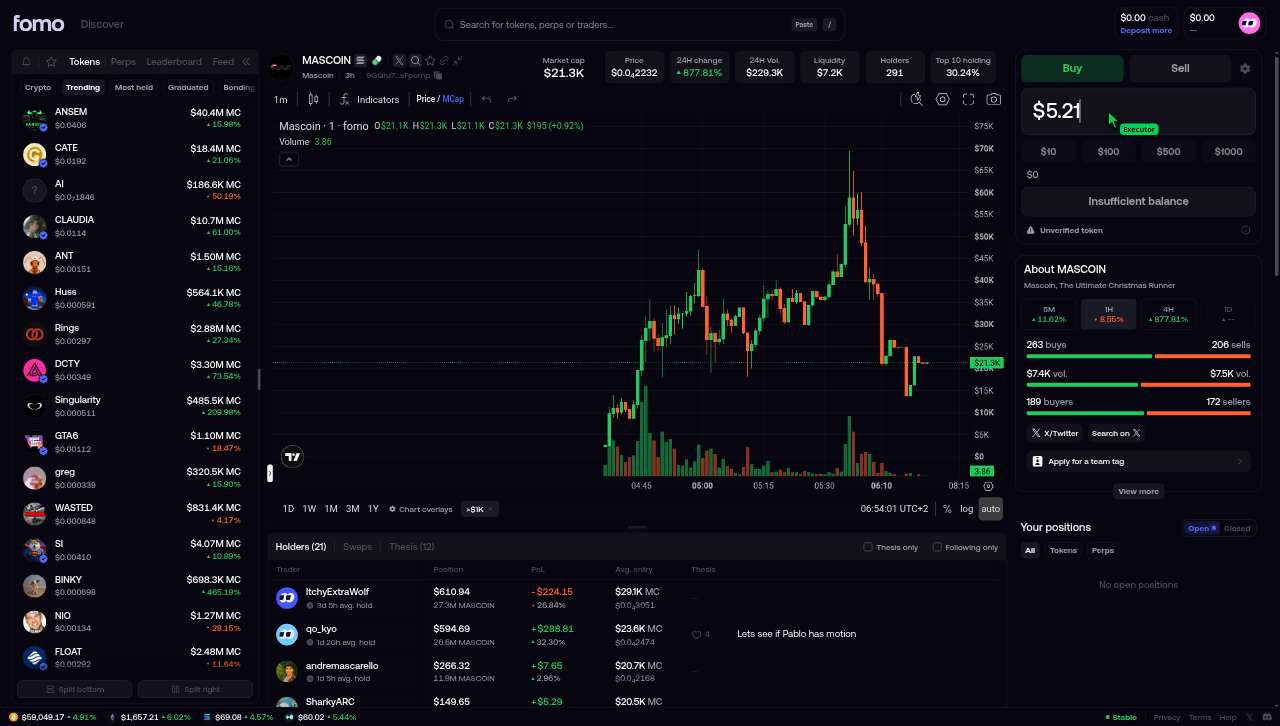 fomo Discover
Search for tokens, perps or traders... Paste /
$0.00 cash
Deposit more
$0.00
Tokens Perps Leaderboard Feed
Crypto Trending Most held Graduated Bonding
ANSEM $40.4M MC
$0.0406 15.98%
CATE $18.4M MC
$0.0192 21.06%
AI $186.6K MC
$0.0₇1846 50.19%
CLAUDIA $10.7M MC
$0.0114 61.00%
ANT $1.50M MC
$0.00151 15.16%
Huss $564.1K MC
$0.000591 46.78%
Rings $2.88M MC
$0.00297 27.34%
DCTY $3.30M MC
$0.00349 73.54%
Singularity $485.5K MC
$0.000511 209.98%
GTA6 $1.10M MC
$0.00112 18.47%
greg $320.5K MC
$0.000339 15.90%
WASTED $831.4K MC
$0.000848 4.17%
SI $4.07M MC
$0.00410 10.89%
BINKY $698.3K MC
$0.000698 465.19%
NIO $1.27M MC
$0.00134 28.15%
FLOAT $2.48M MC
$0.00292 11.64%
Split bottom Split right
MASCOIN
Mascoin 3h
Market cap
$21.3K
Price
$0.0₄2232
24H change
877.81%
24H Vol.
$229.3K
Liquidity
$7.2K
Holders
291
Top 10 holding
30.24%
1m Indicators Price / MCap
Mascoin · 1 · fomo O$21.1K H$21.3K L$21.1K C$21.3K $195 (+0.92%)
Volume 3.86
$75K
$70K
$65K
$60K
$55K
$50K
$45K
$40K
$35K
$30K
$25K
$21.3K
$15K
$10K
$5K
$0
3.86
04:45 05:00 05:15 05:30 06:10 08:15
1D 1W 1M 3M 1Y Chart overlays >$1K 06:54:01 UTC+2 % log auto
Holders (21) Swaps Thesis (12) Thesis only Following only
Trader Position PnL Avg. entry Thesis
ItchyExtraWolf $610.94 -$224.15 $29.1K MC
3d 5h avg. hold 27.3M MASCOIN 26.84% $0.0₄3051
qo_kyo $594.69 +$288.81 $23.6K MC 4 Lets see if Pablo has motion
1d 20h avg. hold 26.6M MASCOIN 32.30% $0.0₄2474
andremascarello $266.32 +$7.65 $20.7K MC
1d 5h avg. hold 11.9M MASCOIN 2.96% $0.0₄2168
SharkyARC $149.65 +$5.29 $20.5K MC
Buy Sell
$5.21
Executor
$10 $100 $500 $1000
$0
Insufficient balance
Unverified token
About MASCOIN
Mascoin, The Ultimate Christmas Runner
5M 1H 4H 1D
11.62% 8.55% 877.81% --
263 buys 206 sells
$7.4K vol. $7.5K vol.
189 buyers 172 sellers
X/Twitter Search on X
Apply for a team tag
View more
Your positions Open Closed
All Tokens Perps
No open positions
$59,049.17 4.91% $1,657.21 6.02% $69.08 4.57% $60.02 5.44% Stable Privacy Terms Help